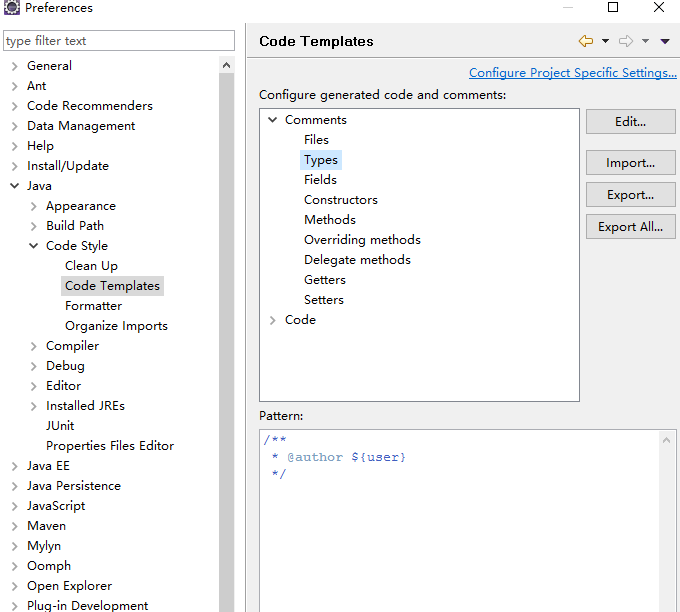 Preferences
type filter text
General
Ant
Code Recommenders
Data Management
Help
Install/Update
Java
Appearance
Build Path
Code Style
Clean Up
Code Templates
Formatter
Organize Imports
Compiler
Debug
Editor
Installed JREs
JUnit
Properties Files Editor
Java EE
Java Persistence
JavaScript
Maven
Mylyn
Oomph
Open Explorer
Plug-in Development
Code Templates
Configure Project Specific Settings...
Configure generated code and comments:
Comments
Files
Types
Fields
Constructors
Methods
Overriding methods
Delegate methods
Getters
Setters
Code
Edit...
Import...
Export...
Export All...
Pattern:
/**
* @author ${user}
*/